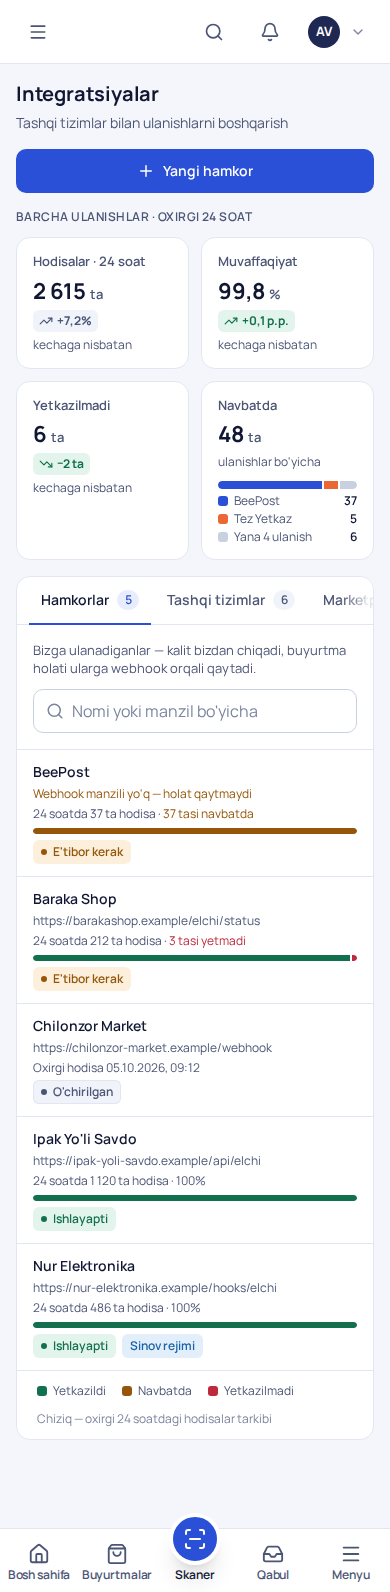 AV
Integratsiyalar
Tashqi tizimlar bilan ulanishlarni boshqarish
Yangi hamkor
BARCHA ULANISHLAR · OXIRGI 24 SOAT
Hodisalar · 24 soat
2 615 ta
+7,2%
kechaga nisbatan
Muvaffaqiyat
99,8 %
+0,1 p.p.
kechaga nisbatan
Yetkazilmadi
6 ta
−2 ta
kechaga nisbatan
Navbatda
48 ta
ulanishlar bo'yicha
BeePost 37
Tez Yetkaz 5
Yana 4 ulanish 6
Hamkorlar 5 Tashqi tizimlar 6
Bizga ulanadiganlar — kalit bizdan chiqadi, buyurtma
holati ularga webhook orqali qaytadi.
Nomi yoki manzil bo'yicha
BeePost
Webhook manzili yo'q — holat qaytmaydi
24 soatda 37 ta hodisa · 37 tasi navbatda
E'tibor kerak
Baraka Shop
https://barakashop.example/elchi/status
24 soatda 212 ta hodisa · 3 tasi yetmadi
E'tibor kerak
Chilonzor Market
https://chilonzor-market.example/webhook
Oxirgi hodisa 05.10.2026, 09:12
O'chirilgan
Ipak Yo'li Savdo
https://ipak-yoli-savdo.example/api/elchi
24 soatda 1 120 ta hodisa · 100%
Ishlayapti
Nur Elektronika
https://nur-elektronika.example/hooks/elchi
24 soatda 486 ta hodisa · 100%
Ishlayapti Sinov rejimi
Yetkazildi Navbatda Yetkazilmadi
Chiziq — oxirgi 24 soatdagi hodisalar tarkibi
Bosh sahifa Buyurtmalar Skaner Qabul Menyu